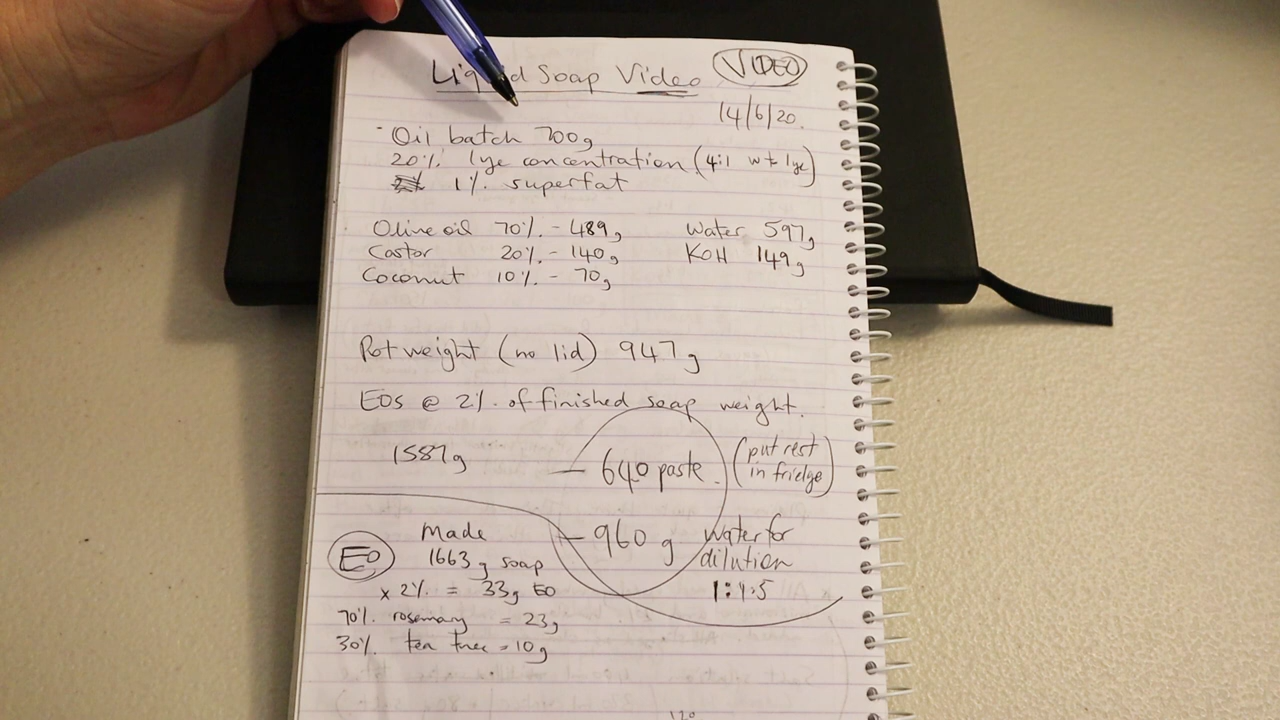 Liquid Soap Video
VIDEO
14/6/20.
Oil batch 700g
20% lye concentration (4:1 w to lye)
1% superfat
Olive oil 70% - 489g Water 597g
Castor 20% - 140g KOH 149g
Coconut 10% - 70g
Pot weight (no lid) 947g
EOs @ 2% of finished soap weight.
1587g
- 640 paste. (put rest
in fridge)
- 960g water for
dilution
1:1.5
EO
Made
1663g soap
x 2% = 33g EO
70% rosemary = 23g
30% tea tree = 10g